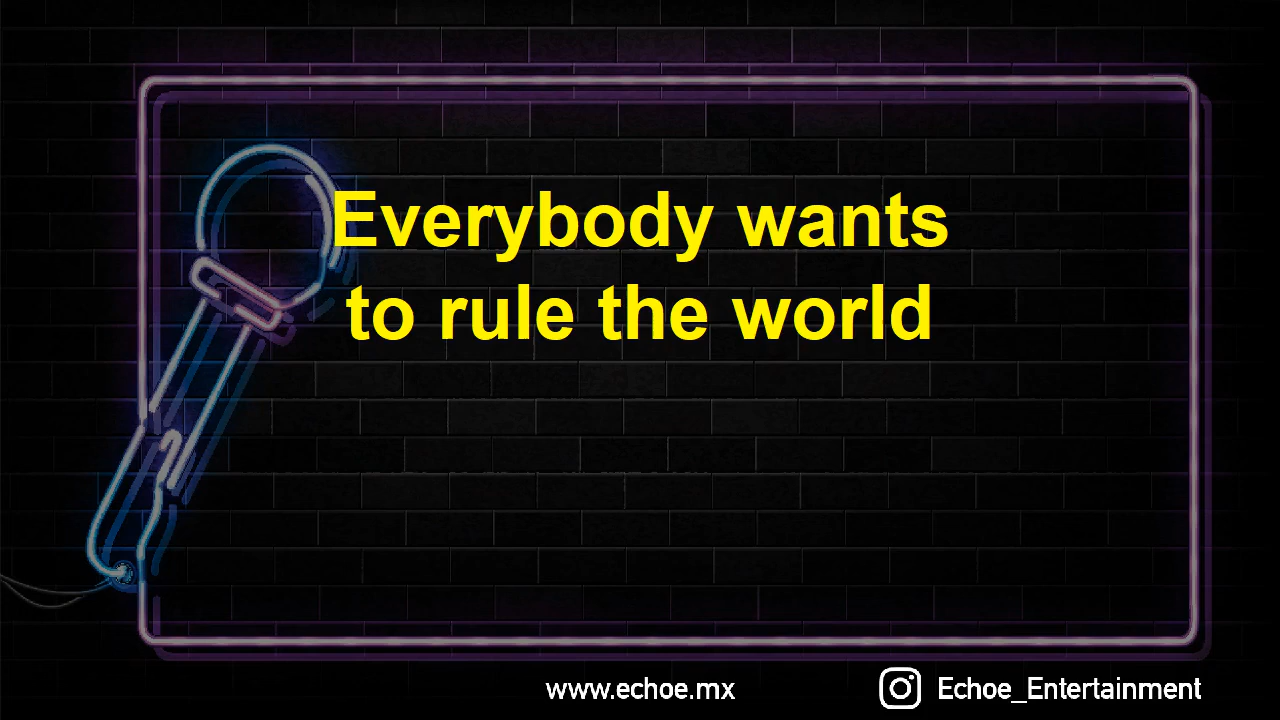 Everybody wants
to rule the world
www.echoe.mx
Echoe_Entertainment